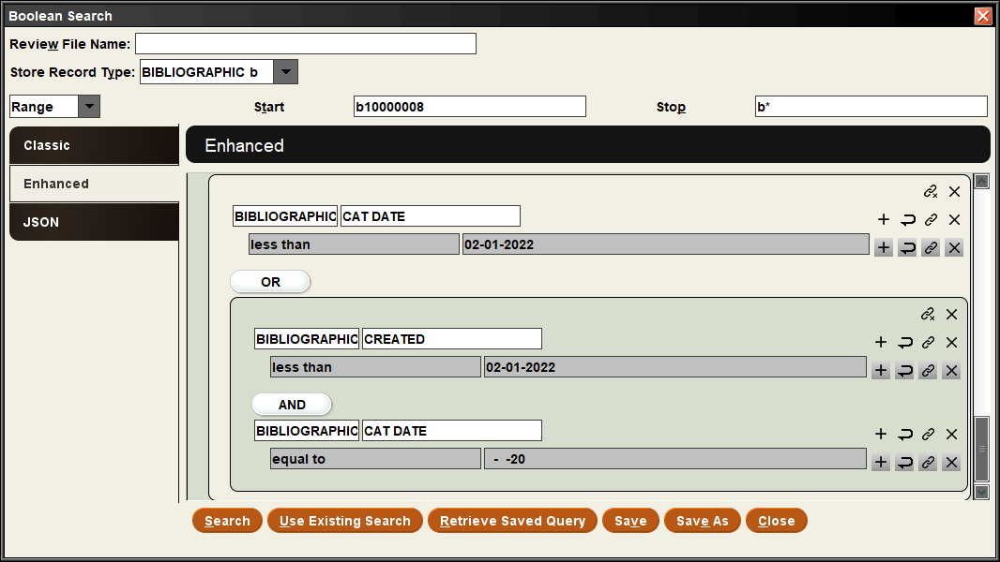 Boolean Search
Review File Name:
Store Record Type: BIBLIOGRAPHIC b
Range Start b10000008 Stop b*
Classic
Enhanced
JSON
Enhanced
BIBLIOGRAPHIC CAT DATE
less than 02-01-2022
OR
BIBLIOGRAPHIC CREATED
less than 02-01-2022
AND
BIBLIOGRAPHIC CAT DATE
equal to - -20
Search Use Existing Search Retrieve Saved Query Save Save As Close